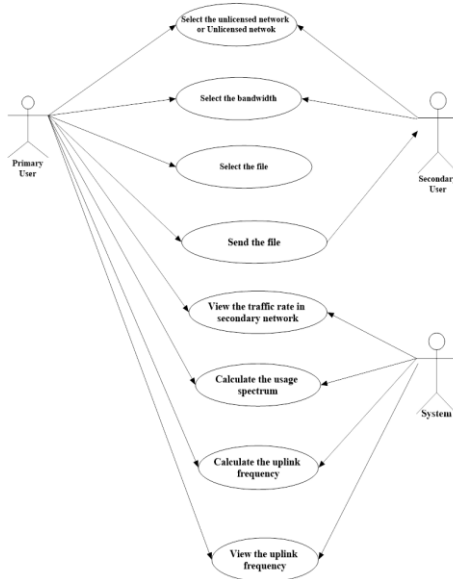 Select the unlicensed network
or Unlicensed netwok
Select the bandwidth
Primary
User
Secondary
User
Select the file
Send the file
View the traffic rate in
secondary network
Calculate the usage
spectrum
System
Calculate the uplink
frequency
View the uplink
frequency